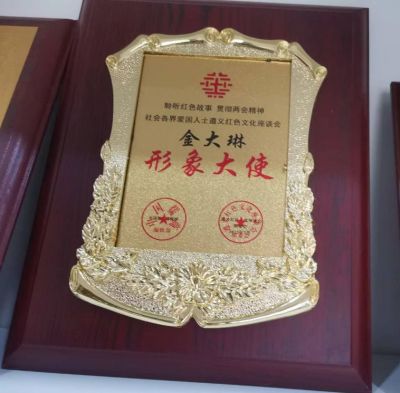 聆听红色故事 贯彻两会精神
社会各界爱国人士遵义红色文化座谈会
金大琳
形象大使